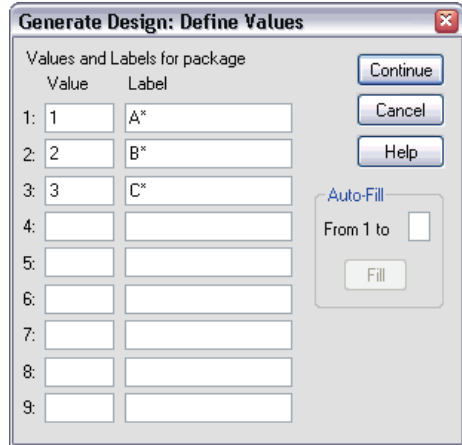 Generate Design: Define Values
Values and Labels for package
Value Label
1: 1 A*
2: 2 B*
3: 3 C*
4:
5:
6:
7:
8:
9:
Continue
Cancel
Help
Auto-Fill
From 1 to
Fill